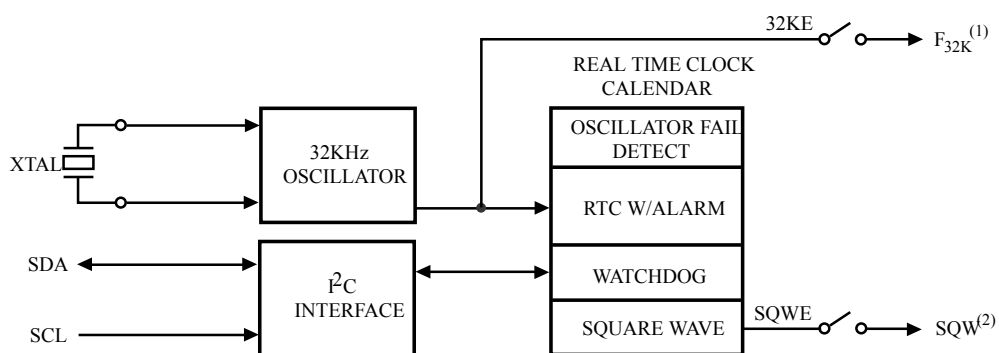 32KE
F32K(1)
REAL TIME CLOCK
CALENDAR
OSCILLATOR FAIL
DETECT
XTAL
32KHz
OSCILLATOR
RTC W/ALARM
SDA
I2C
INTERFACE
WATCHDOG
SCL
SQUARE WAVE
SQWE
SQW(2)